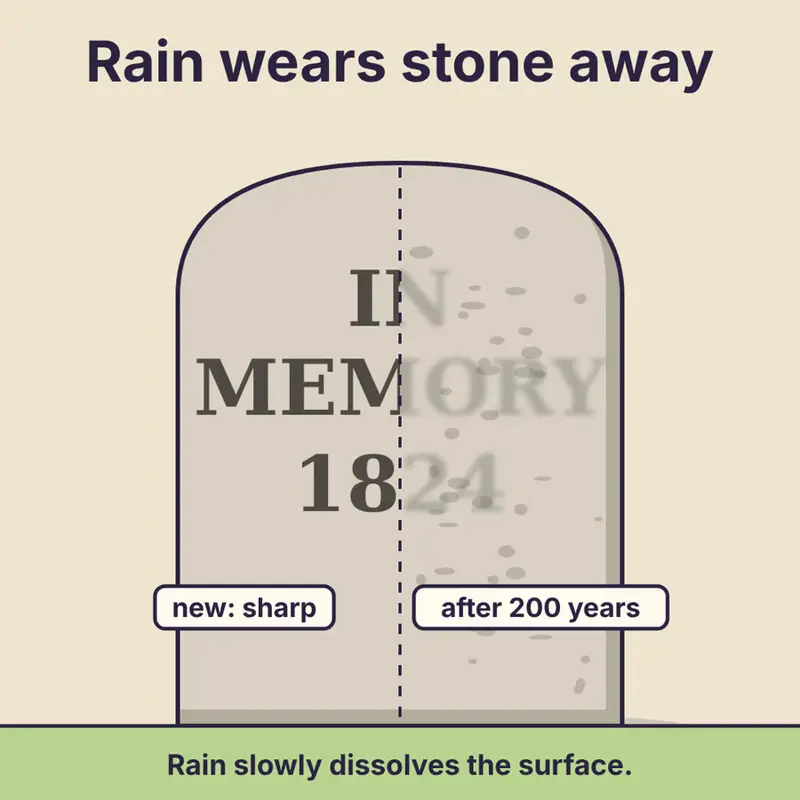 Rain wears stone away
IN
MEMORY
1824
new: sharp
after 200 years
Rain slowly dissolves the surface.